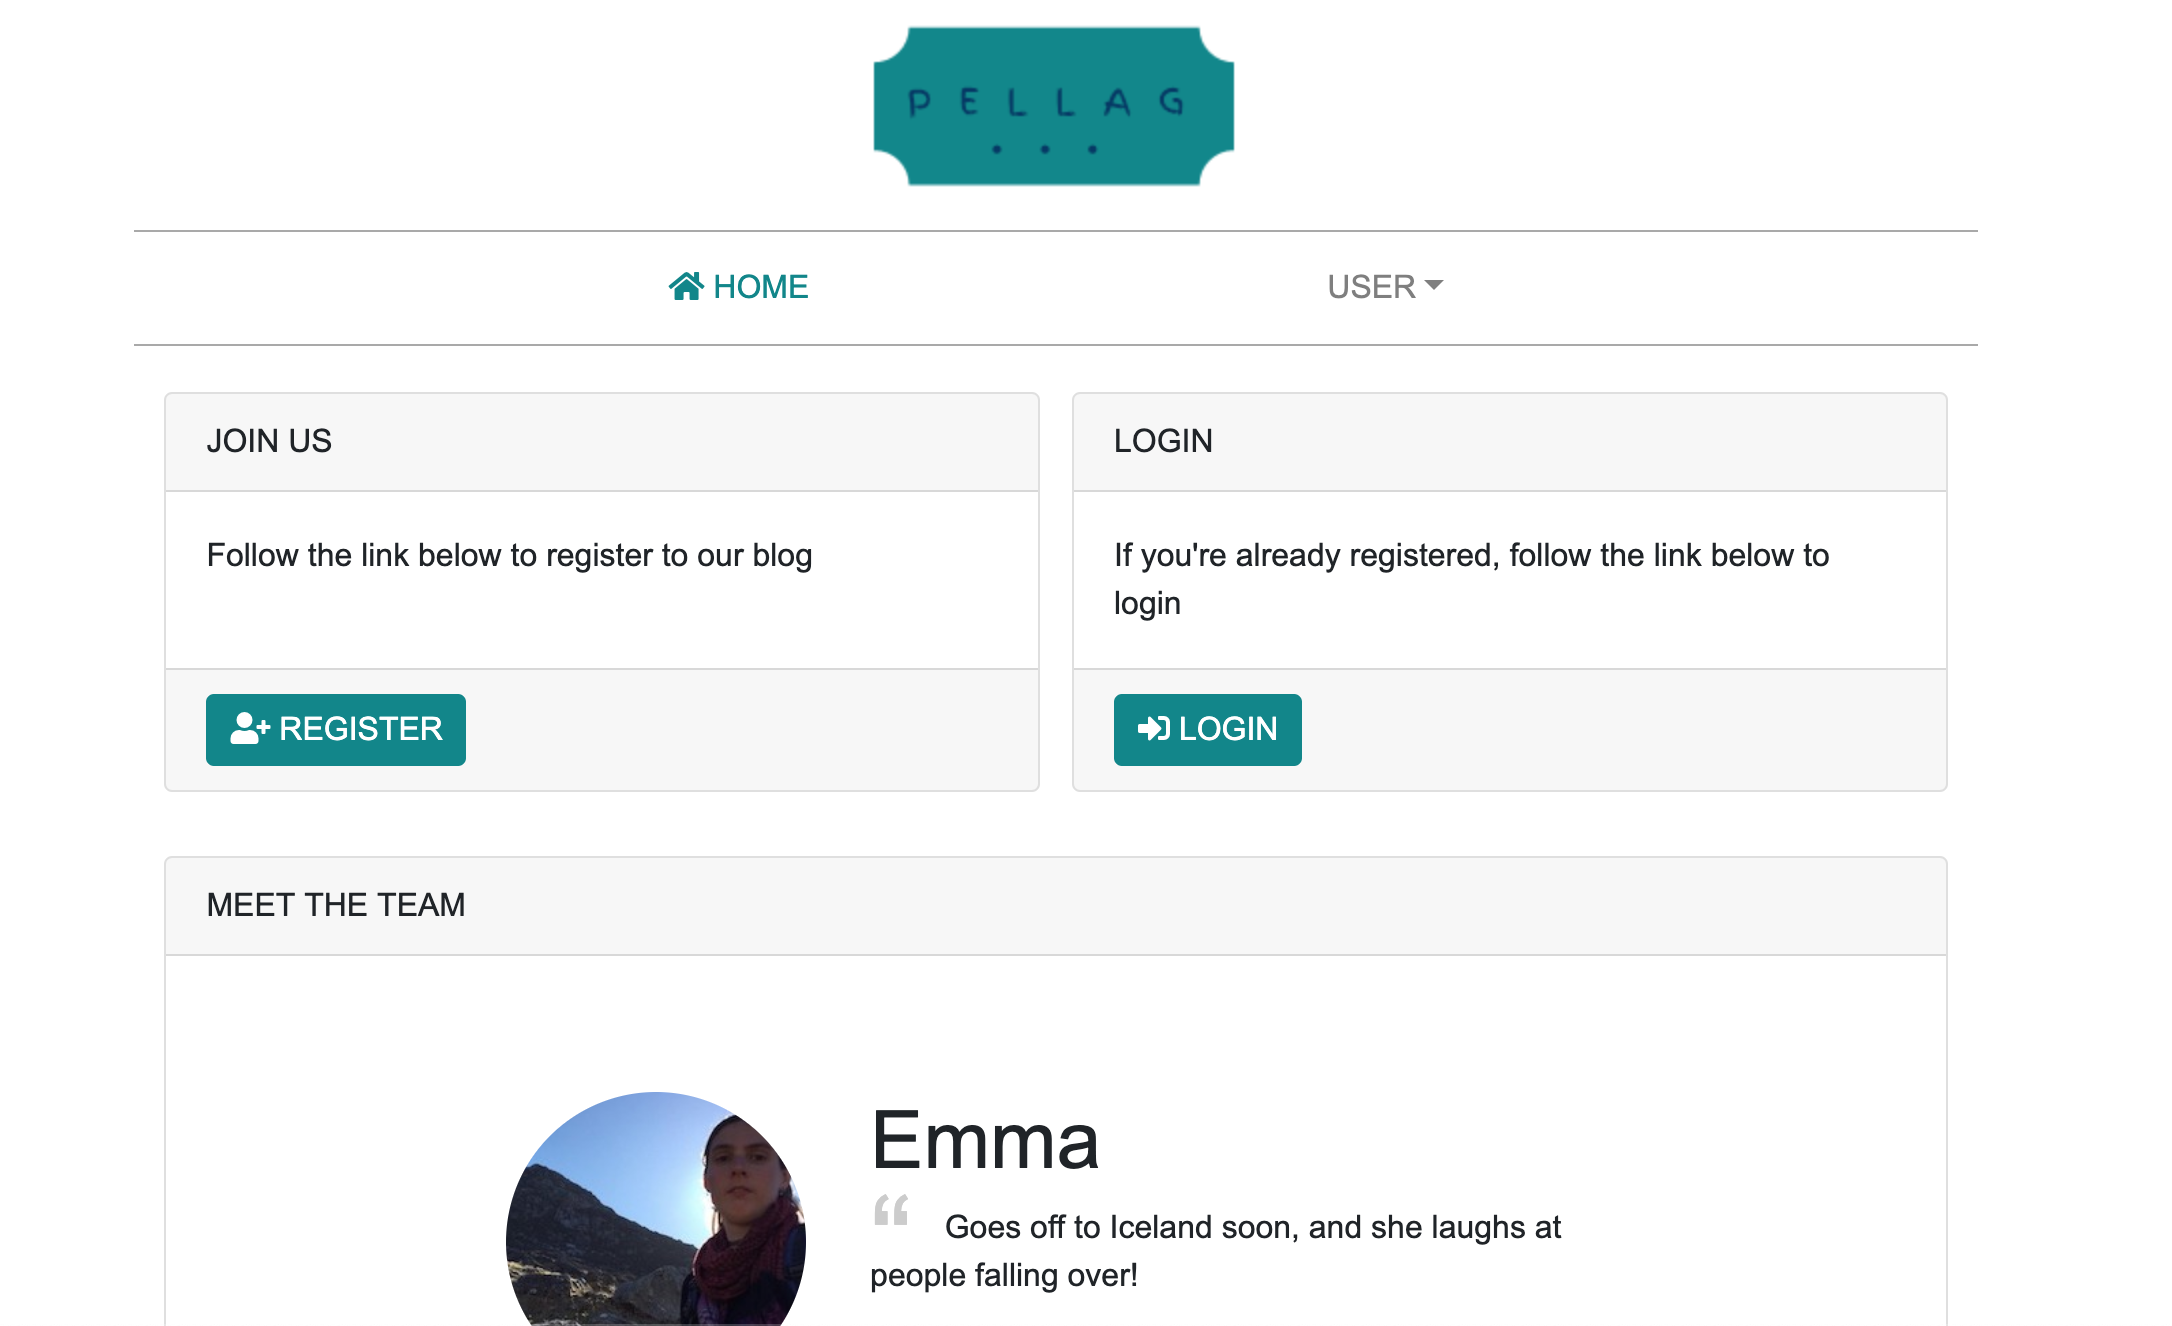 PELLAG
HOME
USER
JOIN US
LOGIN
Follow the link below to register to our blog
If you're already registered, follow the link below to
login
REGISTER
LOGIN
MEET THE TEAM
Emma
“ Goes off to Iceland soon, and she laughs at
people falling over!